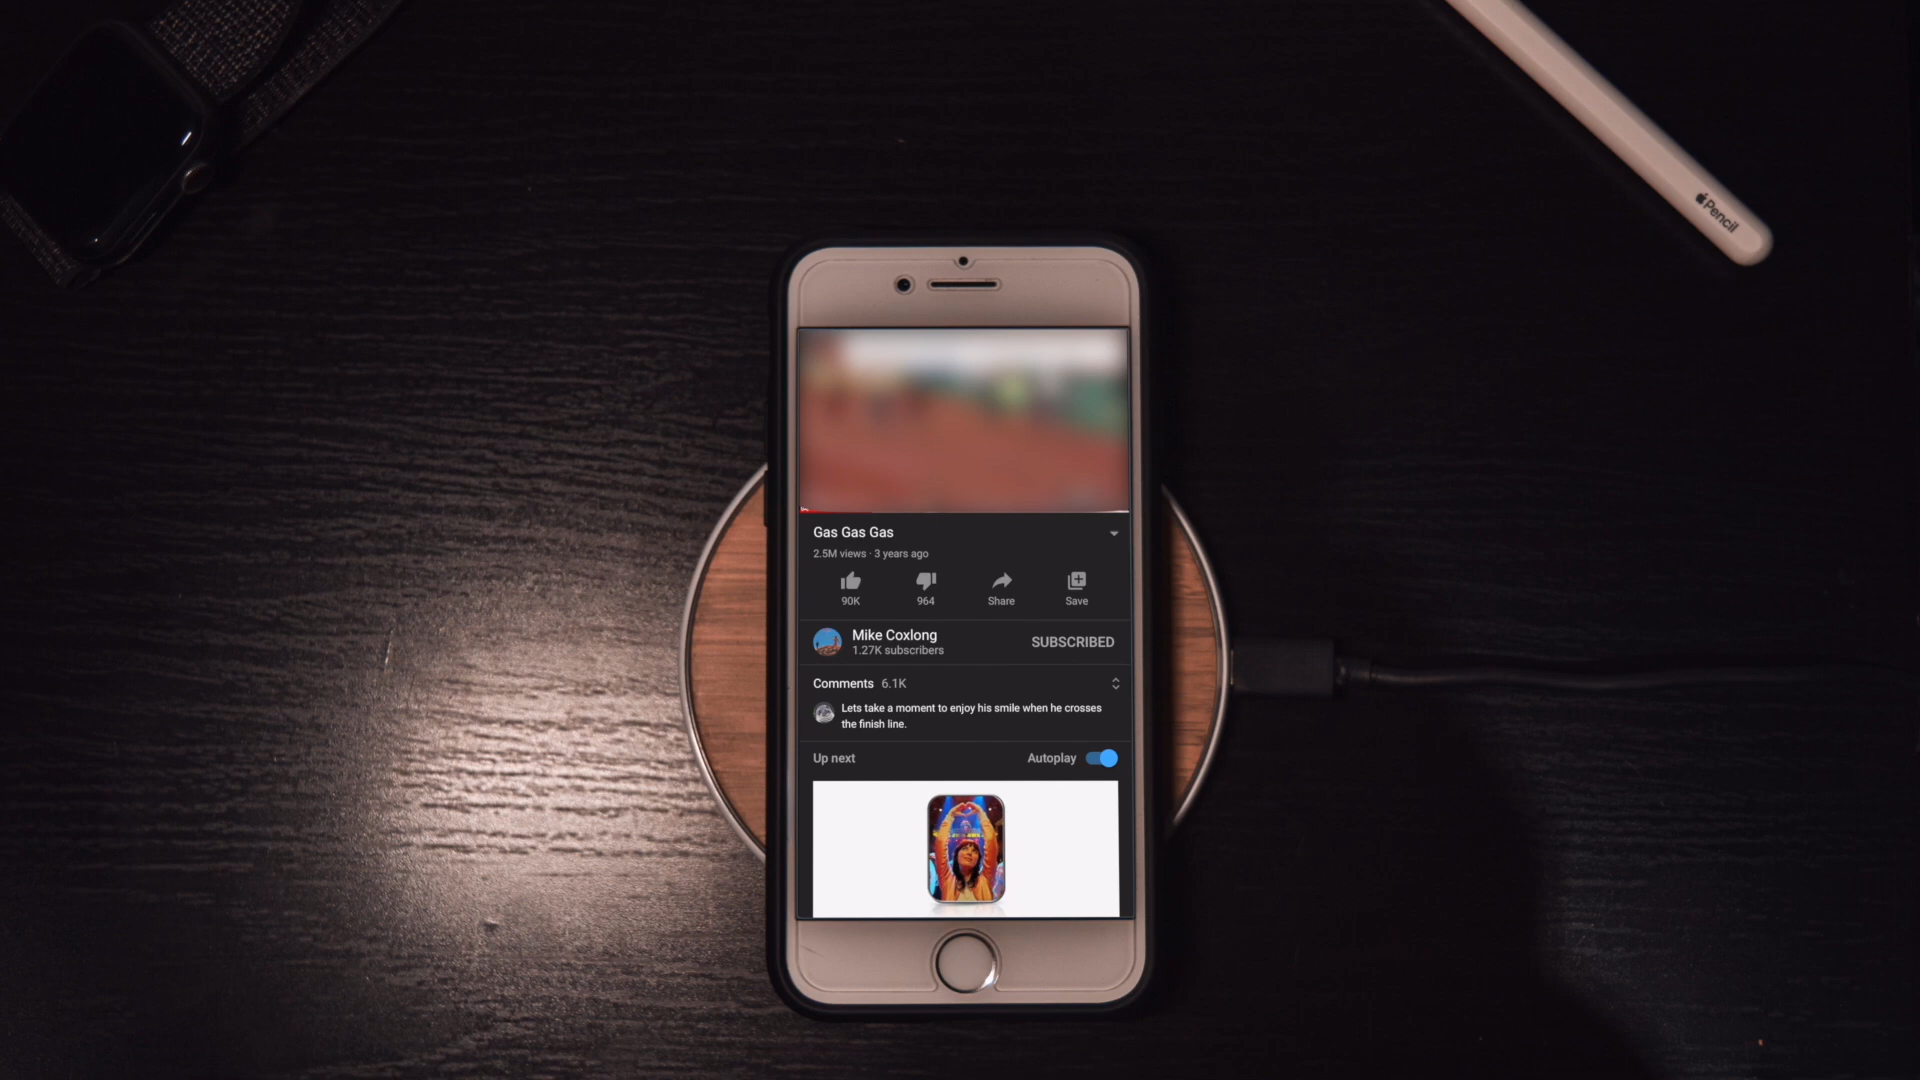 Pencil
Gas Gas Gas
2.5M views · 3 years ago
90K
964
Share
Save
Mike Coxlong
1.27K subscribers
SUBSCRIBED
Comments 6.1K
Lets take a moment to enjoy his smile when he crosses
the finish line.
Up next
Autoplay